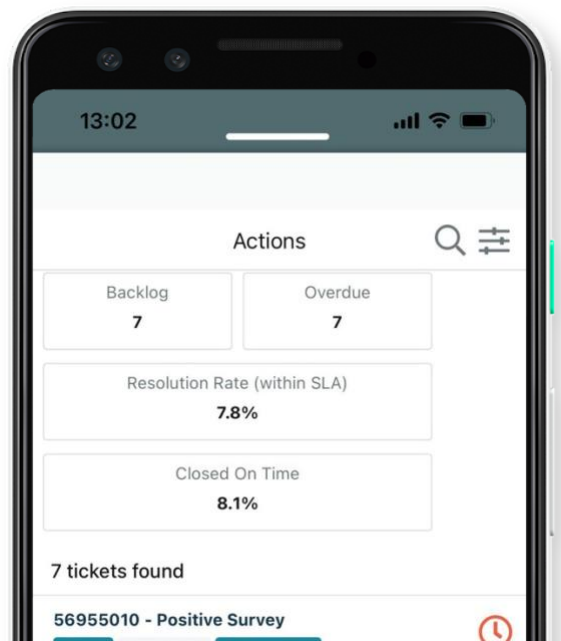 13:02
Actions
Backlog Overdue
7 7
Resolution Rate (within SLA)
7.8%
Closed On Time
8.1%
7 tickets found
56955010 - Positive Survey